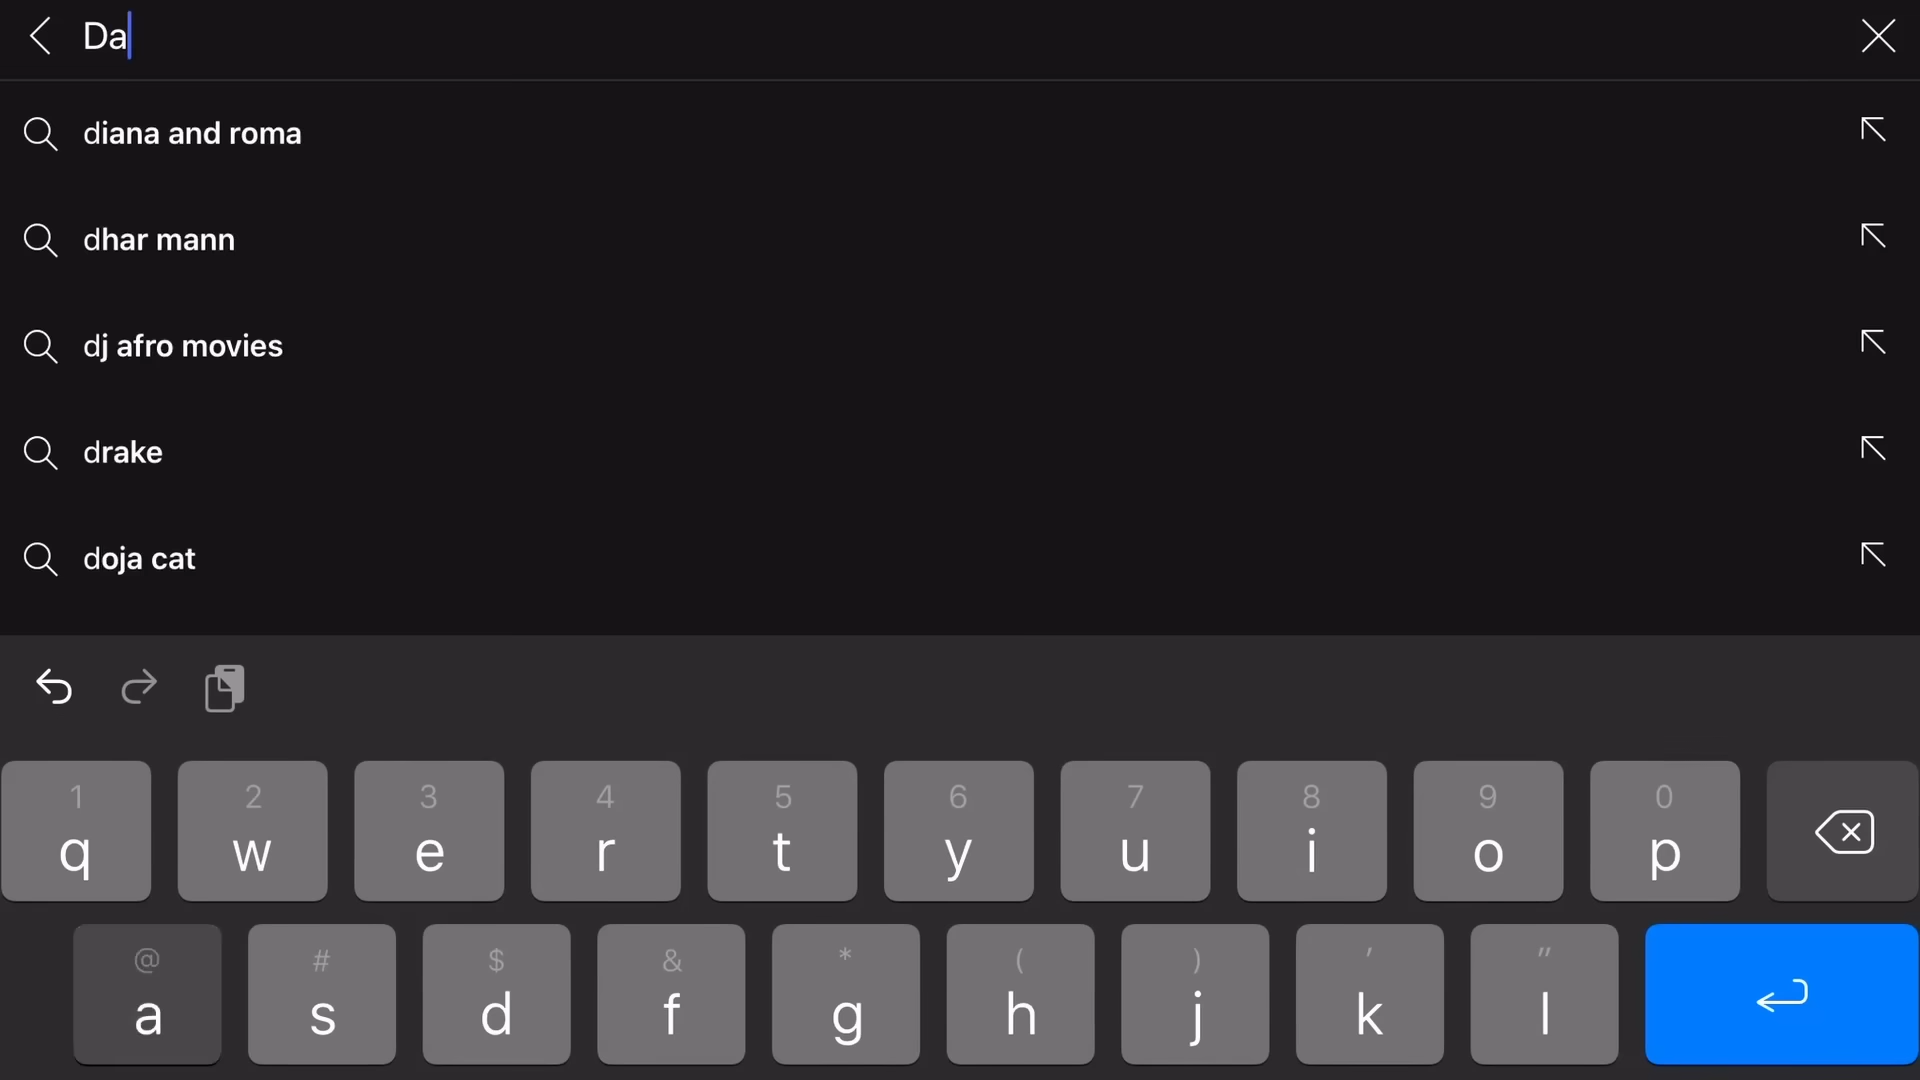 Da
diana and roma
dhar mann
dj afro movies
drake
doja cat
1 2 3 4 5 6 7 8 9 0
q w e r t y u i o p
@ # $ & * ( ) ' "
a s d f g h j k l